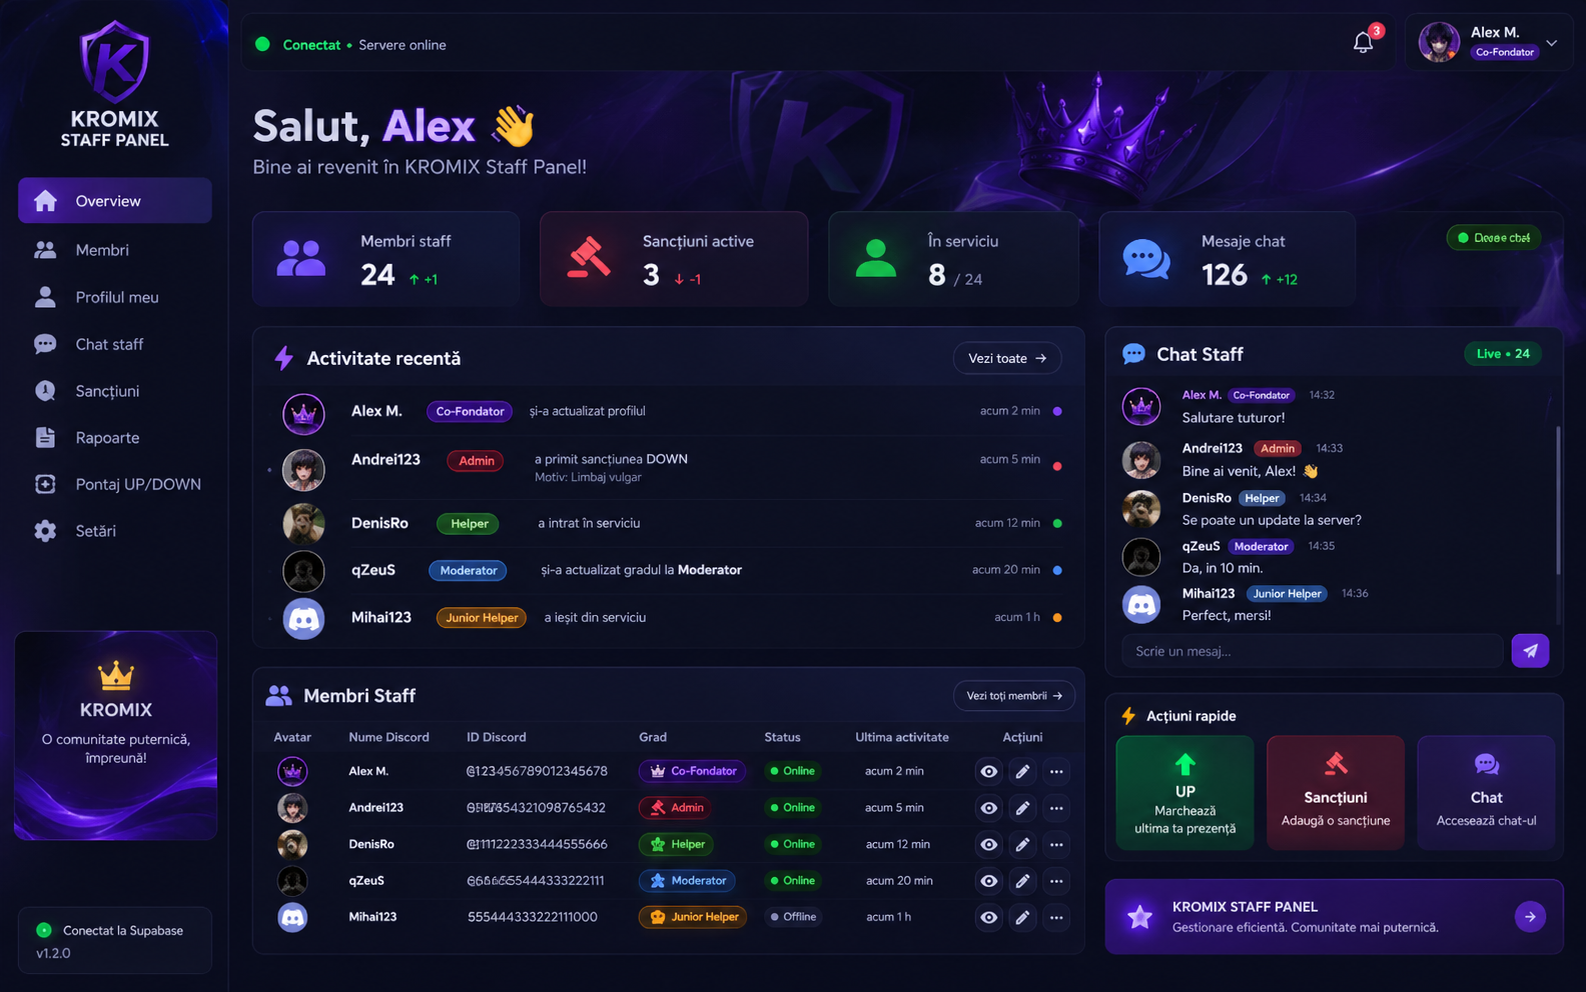 KROMIX
STAFF PANEL
Overview
Membri
Profilul meu
Chat staff
Sancțiuni
Rapoarte
Pontaj UP/DOWN
Setări
KROMIX
O comunitate puternică,
împreună!
Conectat la Supabase
v1.2.0
Conectat • Servere online
3
Alex M.
Co-Fondator
Salut, Alex 👋
Bine ai revenit în KROMIX Staff Panel!
Membri staff
24 ↑ +1
Sancțiuni active
3 ↓ -1
În serviciu
8 / 24
Mesaje chat
126 ↑ +12
Activitate recentă
Vezi toate →
Alex M. Co-Fondator și-a actualizat profilul acum 2 min
Andrei123 Admin a primit sancțiunea DOWN acum 5 min
Motiv: Limbaj vulgar
DenisRo Helper a intrat în serviciu acum 12 min
qZeuS Moderator și-a actualizat gradul la Moderator acum 20 min
Mihai123 Junior Helper a ieșit din serviciu acum 1 h
Membri Staff
Vezi toți membrii →
Avatar Nume Discord ID Discord Grad Status Ultima activitate Acțiuni
Alex M. @123456789012345678 Co-Fondator Online acum 2 min
Andrei123 Admin Online acum 5 min
DenisRo Helper Online acum 12 min
qZeuS Moderator Online acum 20 min
Mihai123 555444333222111000 Junior Helper Offline acum 1 h
Chat Staff
Live • 24
Alex M. Co-Fondator 14:32
Salutare tuturor!
Andrei123 Admin 14:33
Bine ai venit, Alex! 👋
DenisRo Helper 14:34
Se poate un update la server?
qZeuS Moderator 14:35
Da, in 10 min.
Mihai123 Junior Helper 14:36
Perfect, mersi!
Scrie un mesaj...
Acțiuni rapide
UP
Marchează
ultima ta prezență
Sancțiuni
Adaugă o sancțiune
Chat
Accesează chat-ul
KROMIX STAFF PANEL
Gestionare eficientă. Comunitate mai puternică.